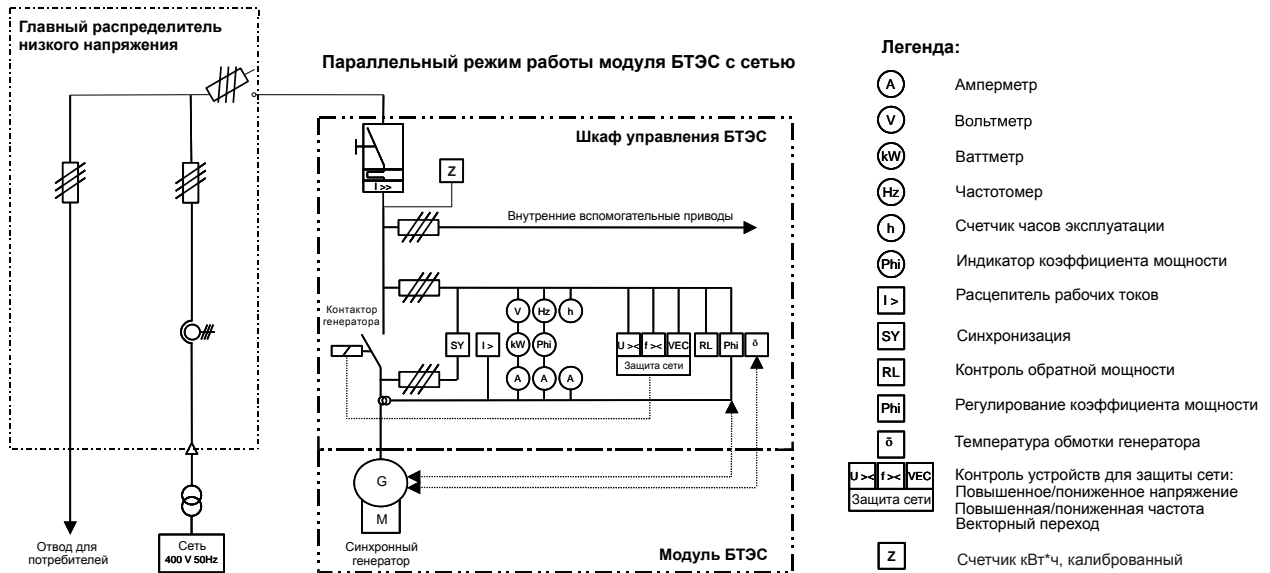 Главный распределитель
низкого напряжения
Параллельный режим работы модуля БТЭС с сетью
Шкаф управления БТЭС
I >>
Z
Внутренние вспомогательные приводы
Контактор
генератора
V
Hz
h
SY
I >
kW
Phi
U ><
f ><
VEC
RL
Phi
õ
Защита сети
A
A
A
G
M
Синхронный
генератор
Модуль БТЭС
Отвод для
потребителей
Сеть
400 V 50Hz
Легенда:
A
Амперметр
V
Вольтметр
kW
Ваттметр
Hz
Частотомер
h
Счетчик часов эксплуатации
Phi
Индикатор коэффициента мощности
I >
Расцепитель рабочих токов
SY
Синхронизация
RL
Контроль обратной мощности
Phi
Регулирование коэффициента мощности
õ
Температура обмотки генератора
U ><
f ><
VEC
Защита сети
Контроль устройств для защиты сети:
Повышенное/пониженное напряжение
Повышенная/пониженная частота
Векторный переход
Z
Счетчик кВт*ч, калиброванный